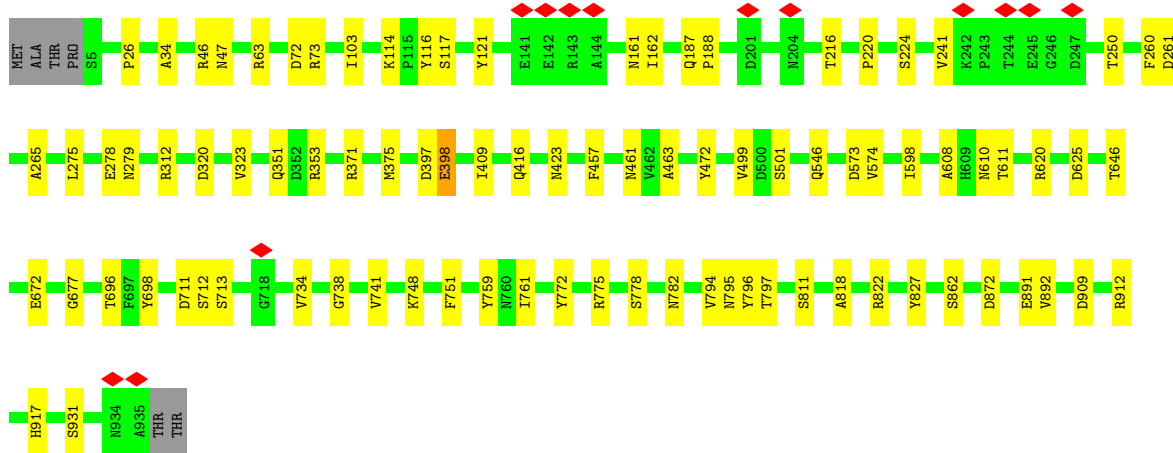 MET ALA THR PRO S5 P26 A34 R46 N47 R63 D72 R73 I103 K114 P115 Y116 S117 Y121 E141 E142 R143 A144 N161 I162 Q187 P188 D201 N204 T216 P220 S224 V241 K242 P243 T244 E245 G246 D247 T250 F260 D261
A265 L275 E278 N279 R312 D320 V323 Q351 D352 R353 R371 M375 D397 E398 I409 Q416 N423 F457 N461 V462 A463 Y472 V499 D500 S501 Q546 D573 V574 I598 A608 H609 N610 T611 R620 D625 T646
E672 G677 T696 F697 Y698 D711 S712 S713 G718 V734 G738 V741 K748 F751 Y759 N760 I761 Y772 R775 S778 N782 V794 N795 Y796 T797 S811 A818 R822 Y827 S862 D872 E891 V892 D909 R912
H917 S931 N934 A935 THR THR